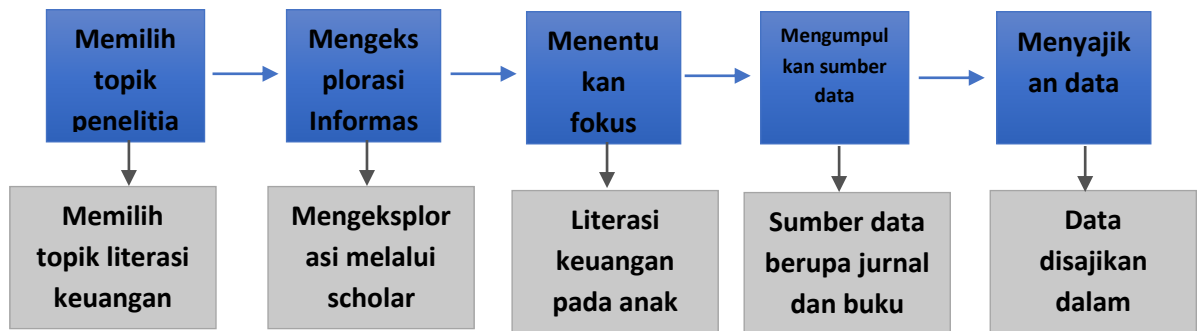 Memilih
topik
penelitia
Mengeks
plorasi
Informas
Menentu
kan
fokus
Mengumpul
kan sumber
data
Menyajik
an data
Memilih
topik literasi
keuangan
Mengeksplor
asi melalui
scholar
Literasi
keuangan
pada anak
Sumber data
berupa jurnal
dan buku
Data
disajikan
dalam